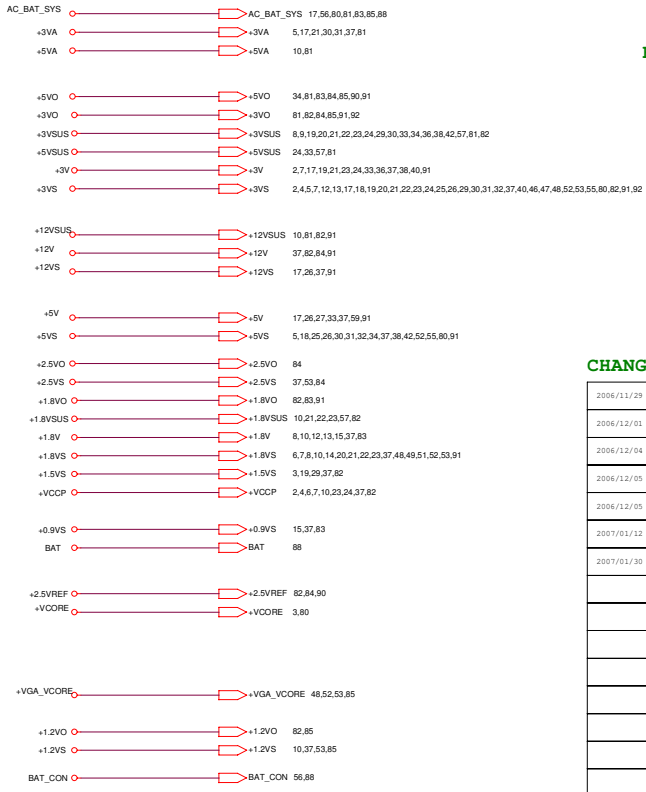 AC_BAT_SYS AC_BAT_SYS 17,56,80,81,83,85,88
+3VA +3VA 5,17,21,30,31,37,81
+5VA +5VA 10,81
+5VO +5VO 34,81,83,84,85,90,91
+3VO +3VO 81,82,84,85,91,92
+3VSUS +3VSUS 8,9,19,20,21,22,23,24,29,30,33,34,36,38,42,57,81,82
+5VSUS +5VSUS 24,33,57,81
+3V +3V 2,7,17,19,21,23,24,33,36,37,38,40,91
+3VS +3VS 2,4,5,7,12,13,17,18,19,20,21,22,23,24,25,26,29,30,31,32,37,40,46,47,48,52,53,55,80,82,91,92
+12VSUS +12VSUS 10,81,82,91
+12V +12V 37,82,84,91
+12VS +12VS 17,26,37,91
+5V +5V 17,26,27,33,37,59,91
+5VS +5VS 5,18,25,26,30,31,32,34,37,38,42,52,55,80,91
+2.5VO +2.5VO 84
+2.5VS +2.5VS 37,53,84
+1.8VO +1.8VO 82,83,91
+1.8VSUS +1.8VSUS 10,21,22,23,57,82
+1.8V +1.8V 8,10,12,13,15,37,83
+1.8VS +1.8VS 6,7,8,10,14,20,21,22,23,37,48,49,51,52,53,91
+1.5VS +1.5VS 3,19,29,37,82
+VCCP +VCCP 2,4,6,7,10,23,24,37,82
+0.9VS +0.9VS 15,37,83
BAT BAT 88
+2.5VREF +2.5VREF 82,84,90
+VCORE +VCORE 3,80
+VGA_VCORE +VGA_VCORE 48,52,53,85
+1.2VO +1.2VO 82,85
+1.2VS +1.2VS 10,37,53,85
BAT_CON BAT_CON 56,88
CHANG
2006/11/29
2006/12/01
2006/12/04
2006/12/05
2006/12/05
2007/01/12
2007/01/30